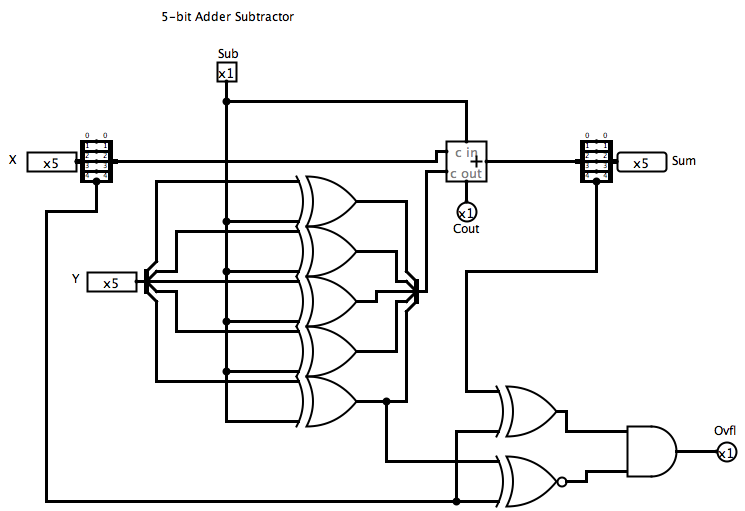 5-bit Adder Subtractor
Sub
x1
0 0
1 1
2 2
3 3
4 4
X x5
c in
+
c out
0 0
1 1
2 2
3 3
4 4
x5 Sum
x1
Cout
Y x5
Ovfl
x1